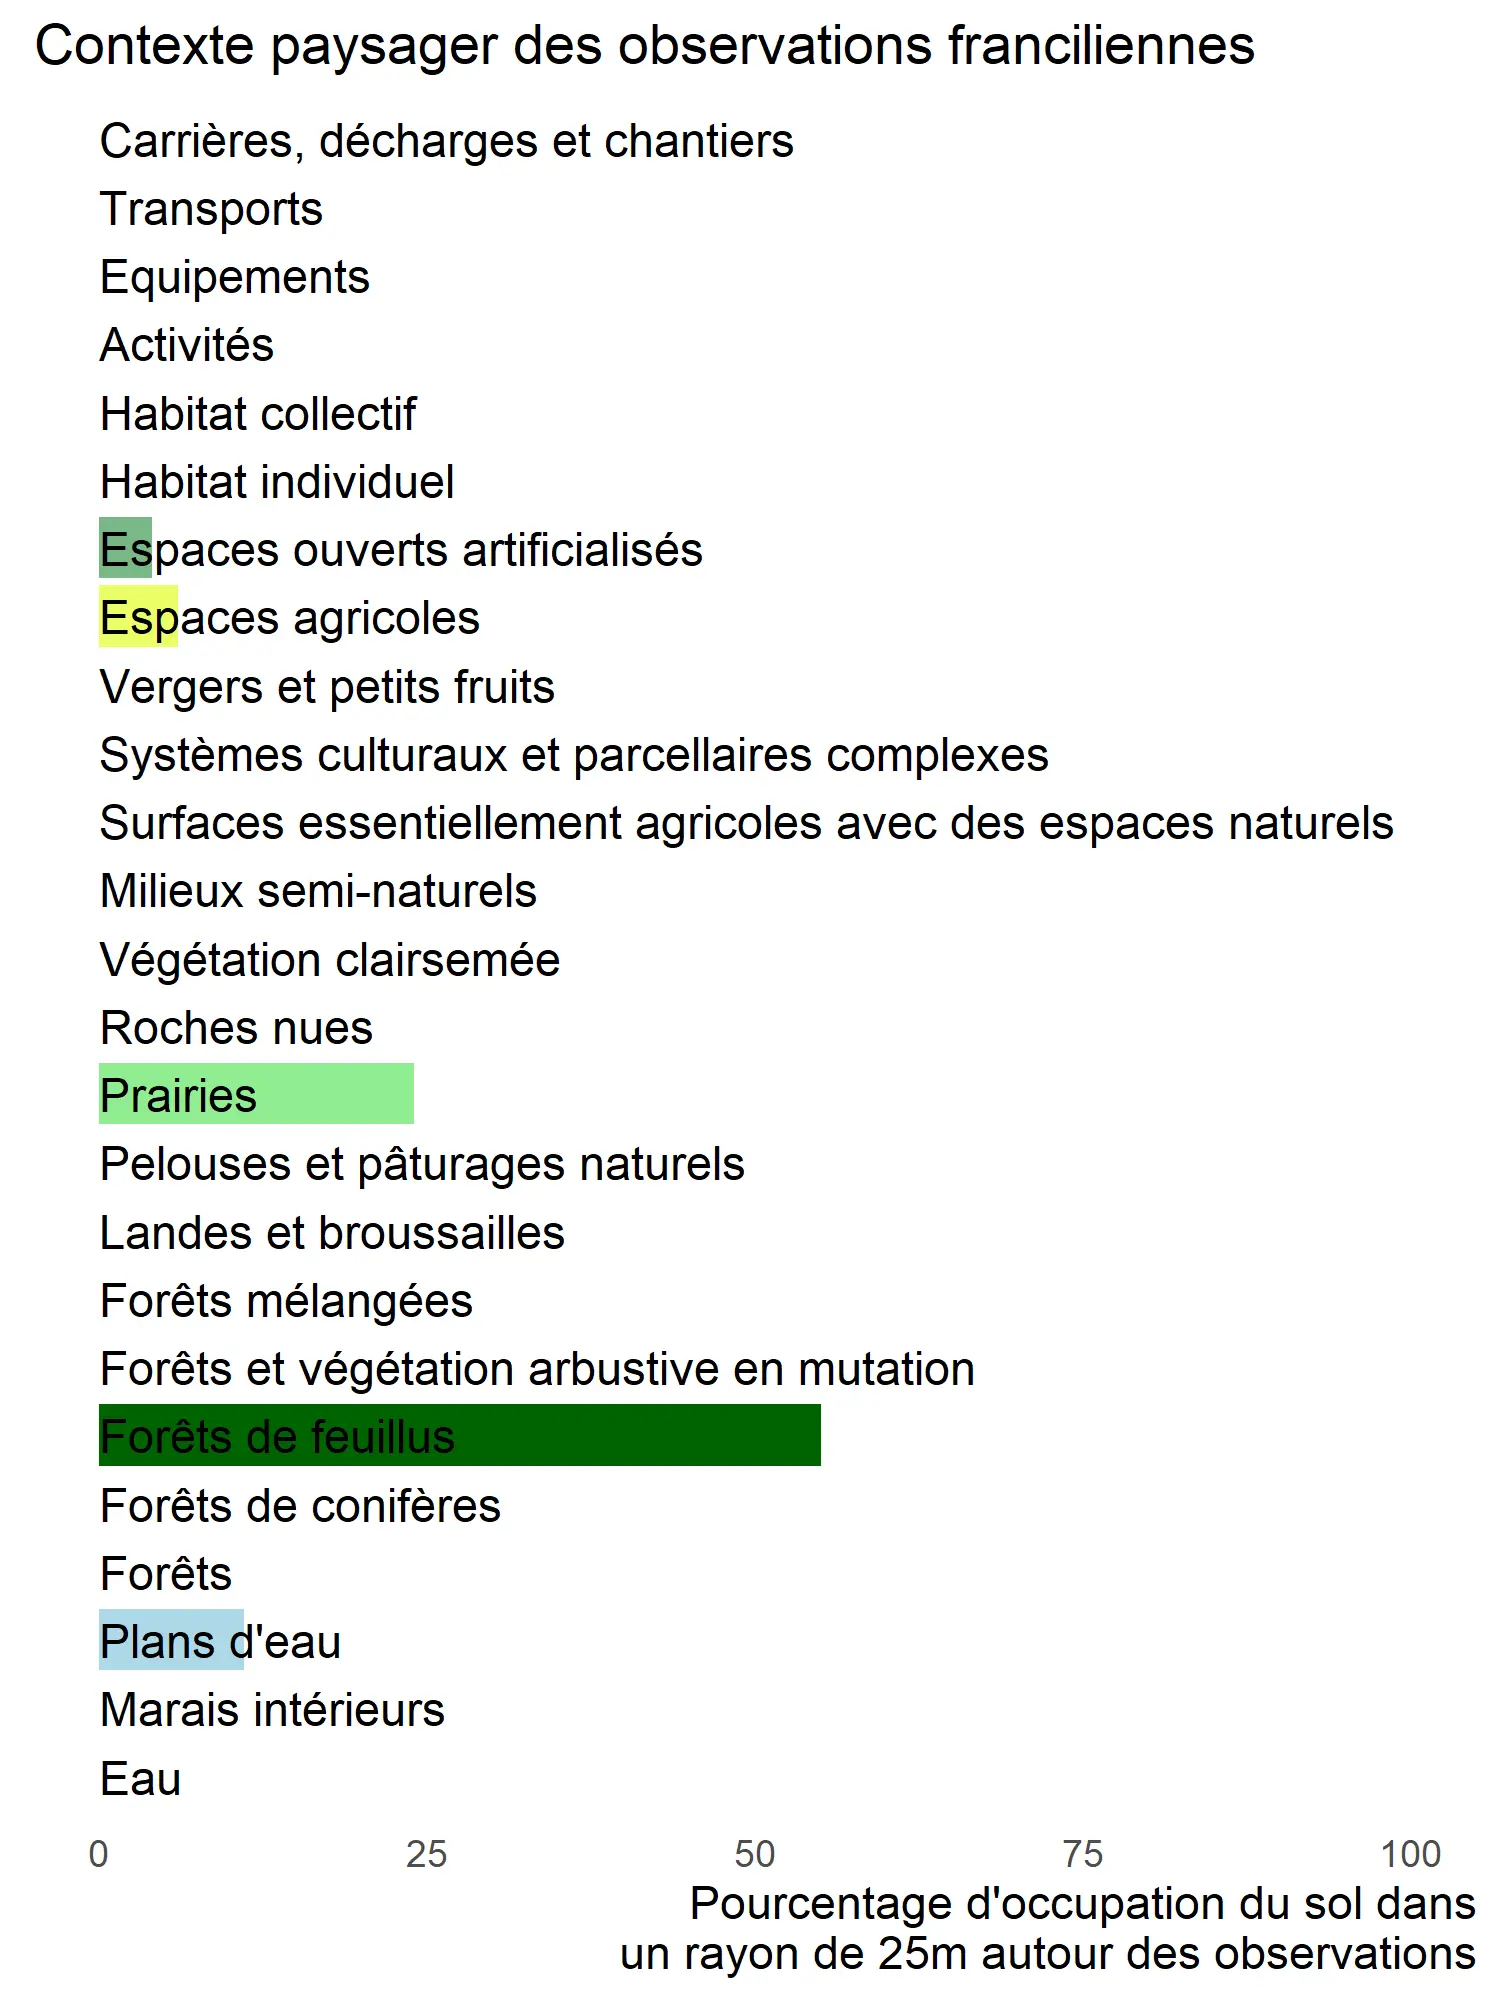 Contexte paysager des observations franciliennes
Carrières, décharges et chantiers
Transports
Equipements
Activités
Habitat collectif
Habitat individuel
Espaces ouverts artificialisés
Espaces agricoles
Vergers et petits fruits
Systèmes culturaux et parcellaires complexes
Surfaces essentiellement agricoles avec des espaces naturels
Milieux semi-naturels
Végétation clairsemée
Roches nues
Prairies
Pelouses et pâturages naturels
Landes et broussailles
Forêts mélangées
Forêts et végétation arbustive en mutation
Forêts de feuillus
Forêts de conifères
Forêts
Plans d'eau
Marais intérieurs
Eau
0 25 50 75 100
Pourcentage d'occupation du sol dans
un rayon de 25m autour des observations